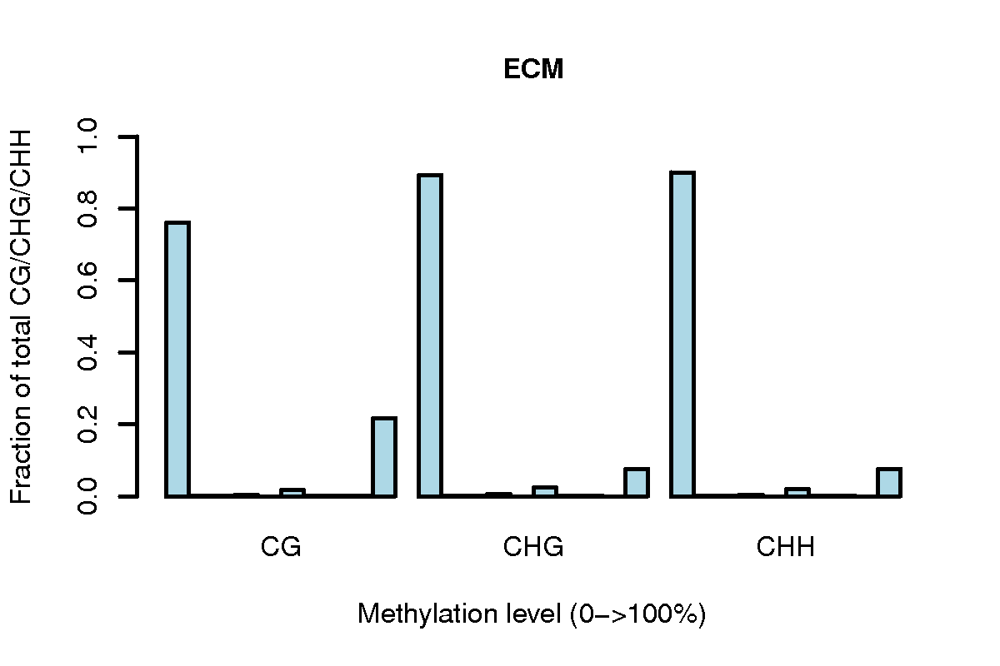 ECM
Fraction of total CG/CHG/CHH
1.0
0.8
0.6
0.4
0.2
0.0
CG CHG CHH
Methylation level (0−>100%)